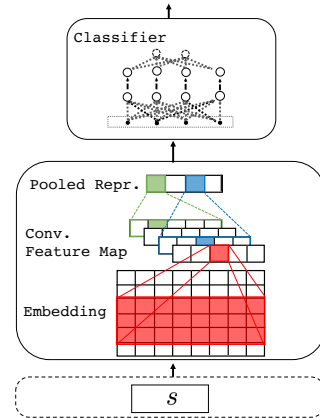 Classifier
Pooled Repr.
Conv.
Feature Map
Embedding
s